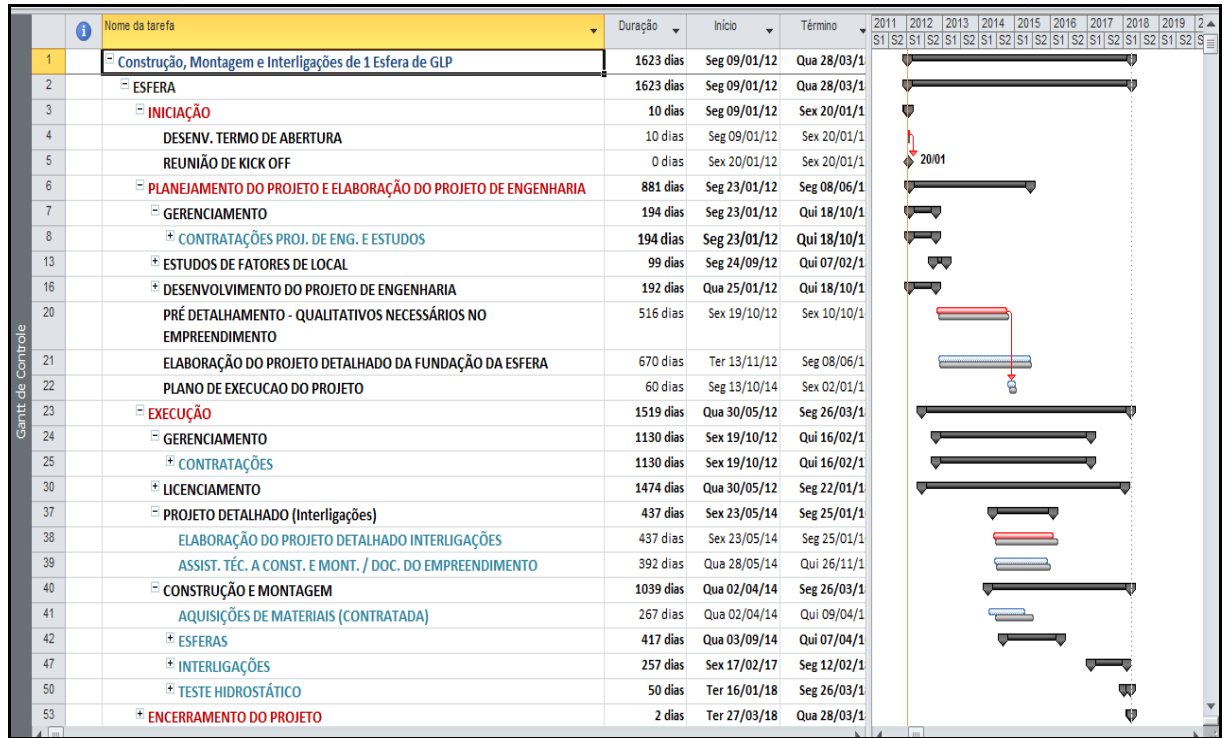 Nome da tarefa Duração Início Término 2011 2012 2013 2014 2015 2016 2017 2018 2019 2
S1 S2 S1 S2 S1 S2 S1 S2 S1 S2 S1 S2 S1 S2 S1 S2 S1 S2 S
1 Construção, Montagem e Interligações de 1 Esfera de GLP 1623 dias Seg 09/01/12 Qua 28/03/1
2 ESFERA 1623 dias Seg 09/01/12 Qua 28/03/1
3 INICIAÇÃO 10 dias Seg 09/01/12 Sex 20/01/1
4 DESENV. TERMO DE ABERTURA 10 dias Seg 09/01/12 Sex 20/01/1
5 REUNIÃO DE KICK OFF 0 dias Sex 20/01/12 Sex 20/01/1 20/01
6 PLANEJAMENTO DO PROJETO E ELABORAÇÃO DO PROJETO DE ENGENHARIA 881 dias Seg 23/01/12 Seg 08/06/1
7 GERENCIAMENTO 194 dias Seg 23/01/12 Qui 18/10/1
8 CONTRATAÇÕES PROJ. DE ENG. E ESTUDOS 194 dias Seg 23/01/12 Qui 18/10/1
13 ESTUDOS DE FATORES DE LOCAL 99 dias Seg 24/09/12 Qui 07/02/1
16 DESENVOLVIMENTO DO PROJETO DE ENGENHARIA 192 dias Qua 25/01/12 Qui 18/10/1
20 PRÉ DETALHAMENTO - QUALITATIVOS NECESSÁRIOS NO 516 dias Sex 19/10/12 Sex 10/10/1
EMPREENDIMENTO
21 ELABORAÇÃO DO PROJETO DETALHADO DA FUNDAÇÃO DA ESFERA 670 dias Ter 13/11/12 Seg 08/06/1
22 PLANO DE EXECUCAO DO PROJETO 60 dias Seg 13/10/14 Sex 02/01/1
23 EXECUÇÃO 1519 dias Qua 30/05/12 Seg 26/03/1
24 GERENCIAMENTO 1130 dias Sex 19/10/12 Qui 16/02/1
25 CONTRATAÇÕES 1130 dias Sex 19/10/12 Qui 16/02/1
30 LICENCIAMENTO 1474 dias Qua 30/05/12 Seg 22/01/1
37 PROJETO DETALHADO (Interligações) 437 dias Sex 23/05/14 Seg 25/01/1
38 ELABORAÇÃO DO PROJETO DETALHADO INTERLIGAÇÕES 437 dias Sex 23/05/14 Seg 25/01/1
39 ASSIST. TÉC. A CONST. E MONT. / DOC. DO EMPREENDIMENTO 392 dias Qua 28/05/14 Qui 26/11/1
40 CONSTRUÇÃO E MONTAGEM 1039 dias Qua 02/04/14 Seg 26/03/1
41 AQUISIÇÕES DE MATERIAIS (CONTRATADA) 267 dias Qua 02/04/14 Qui 09/04/1
42 ESFERAS 417 dias Qua 03/09/14 Qui 07/04/1
47 INTERLIGAÇÕES 257 dias Sex 17/02/17 Seg 12/02/1
50 TESTE HIDROSTÁTICO 50 dias Ter 16/01/18 Seg 26/03/1
53 ENCERRAMENTO DO PROJETO 2 dias Ter 27/03/18 Qua 28/03/1
Gantt de Controle